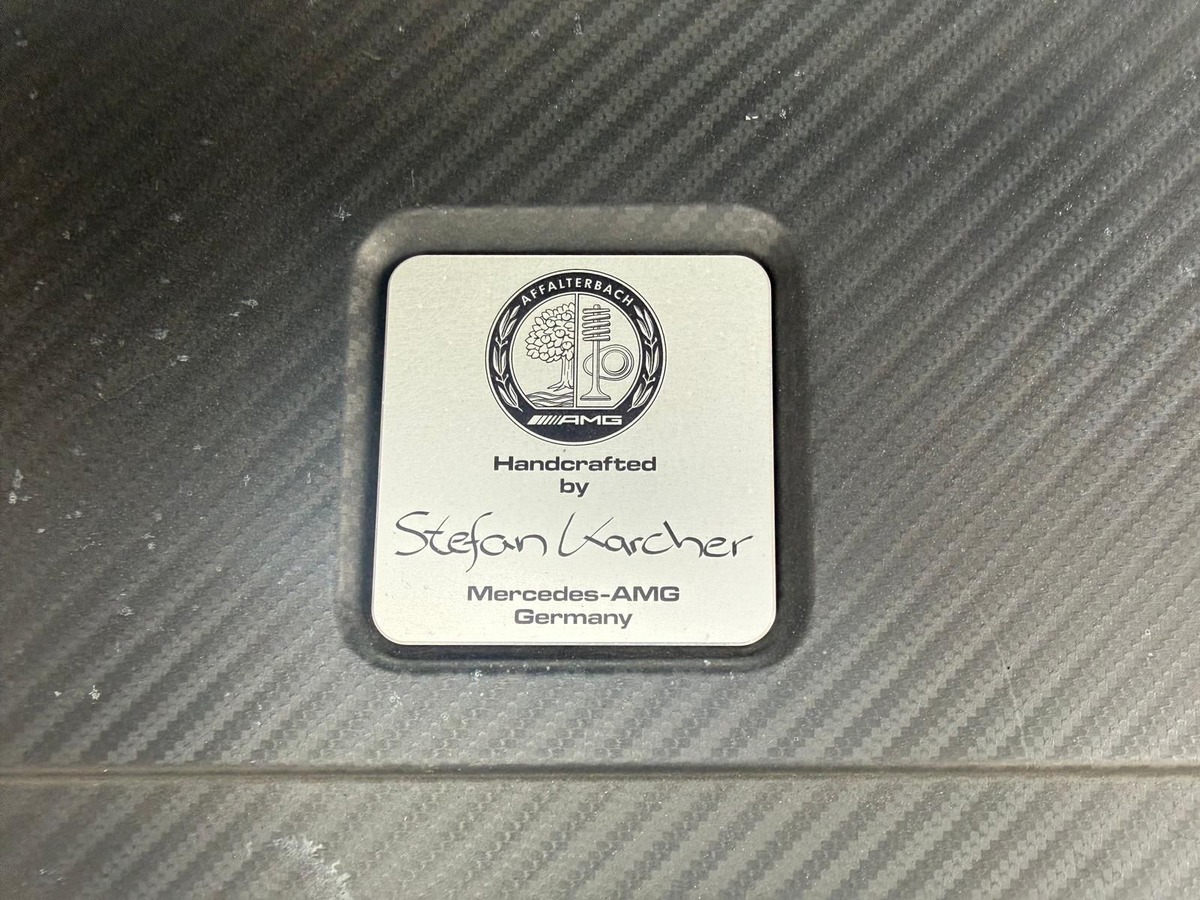 AFFALTERBACH
AMG
Handcrafted
by
Stefan Karcher
Mercedes-AMG
Germany